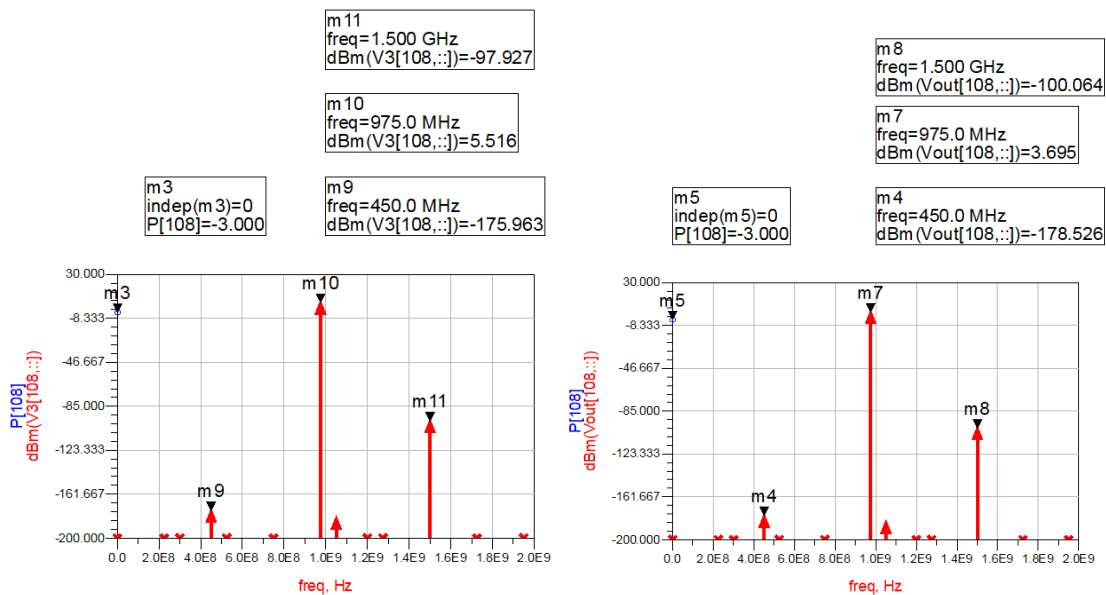 m11
freq=1.500 GHz
dBm(V3[108,::])=-97.927
m10
freq=975.0 MHz
dBm(V3[108,::])=5.516
m3
indep(m3)=0
P[108]=-3.000
m9
freq=450.0 MHz
dBm(V3[108,::])=-175.963
30.000
-8.333
-46.667
-85.000
-123.333
-161.667
-200.000
P[108]
dBm(V3[108,::])
m3
m10
m11
m9
0.0
2.0E8
4.0E8
6.0E8
8.0E8
1.0E9
1.2E9
1.4E9
1.6E9
1.8E9
2.0E9
freq, Hz
m8
freq=1.500 GHz
dBm(Vout[108,::])=-100.064
m7
freq=975.0 MHz
dBm(Vout[108,::])=3.695
m5
indep(m5)=0
P[108]=-3.000
m4
freq=450.0 MHz
dBm(Vout[108,::])=-178.526
30.000
-8.333
-46.667
-85.000
-123.333
-161.667
-200.000
P[108]
dBm(Vout[108,::])
m5
m7
m8
m4
0.0
2.0E8
4.0E8
6.0E8
8.0E8
1.0E9
1.2E9
1.4E9
1.6E9
1.8E9
2.0E9
freq, Hz